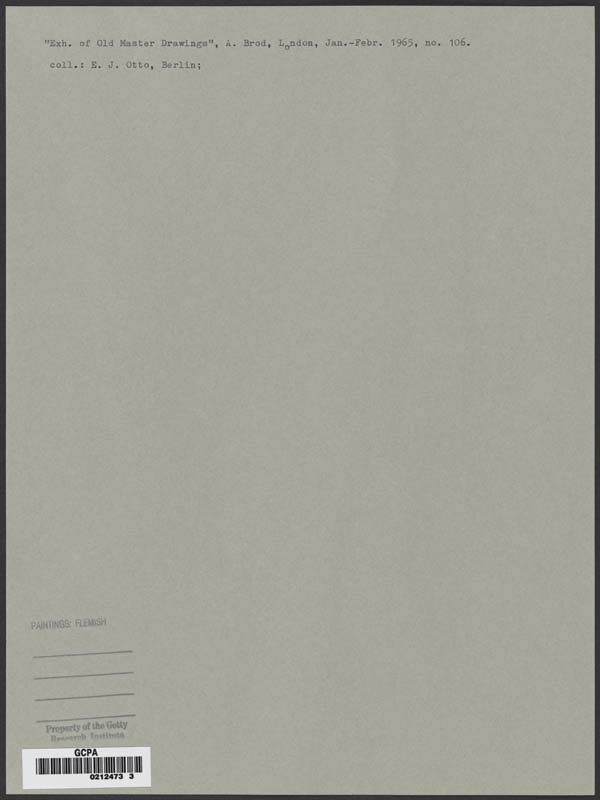 "Exh. of Old Master Drawings", A. Brod, London, Jan.-Febr. 1965, no. 106.
coll.: E. J. Otto, Berlin;
PAINTINGS: FLEMISH
Property of the Getty
Research Institute
GCPA
0212473 3